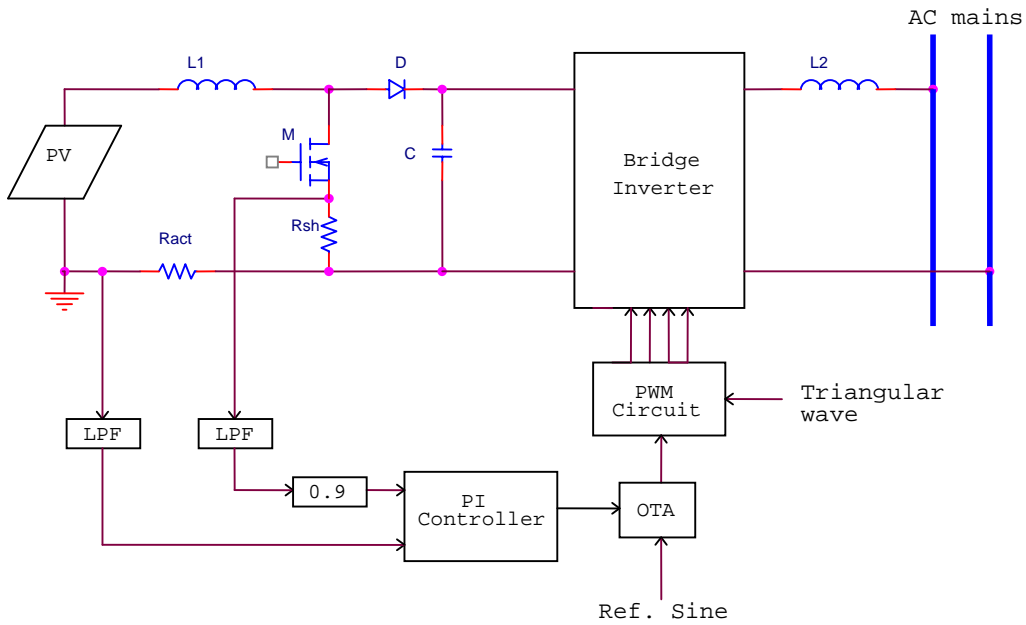 AC mains
L1
D
L2
M
PV
C
Bridge
Inverter
Rsh
Ract
PWM
Circuit
Triangular
wave
LPF
LPF
0.9
PI
Controller
OTA
Ref. Sine